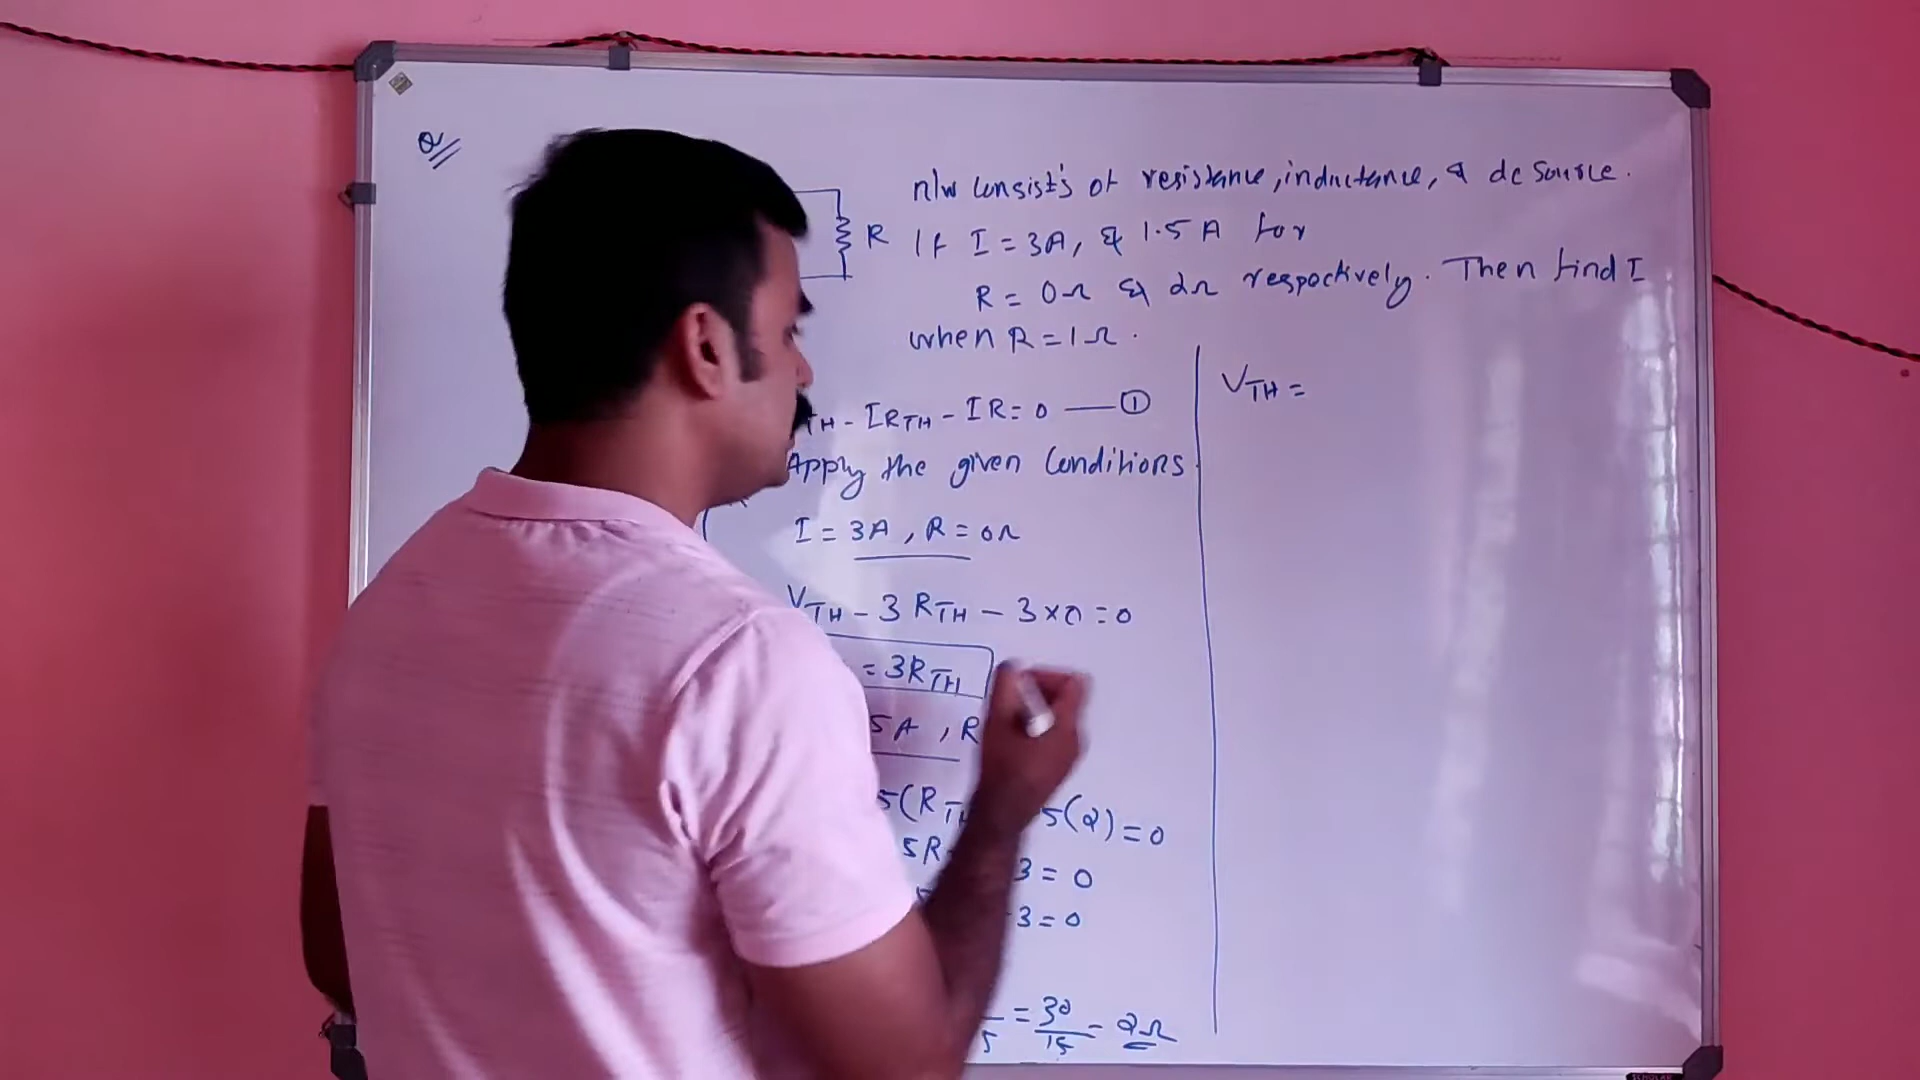 Q
n/w consist's of resistance, inductance, & dc source.
R If I = 3A, & 1.5 A for
R = 0Ω & 2Ω respectively. Then find I
when R = 1Ω.
TH - IRTH - IR = 0 —— ①
Apply the given Conditions
I = 3A, R = 0Ω
VTH - 3 RTH - 3×0 = 0
= 3RTH
5A, R
5(RTH 5(2) = 0
5R 3 = 0
3 = 0
5 = 30/15 = 2Ω
VTH =